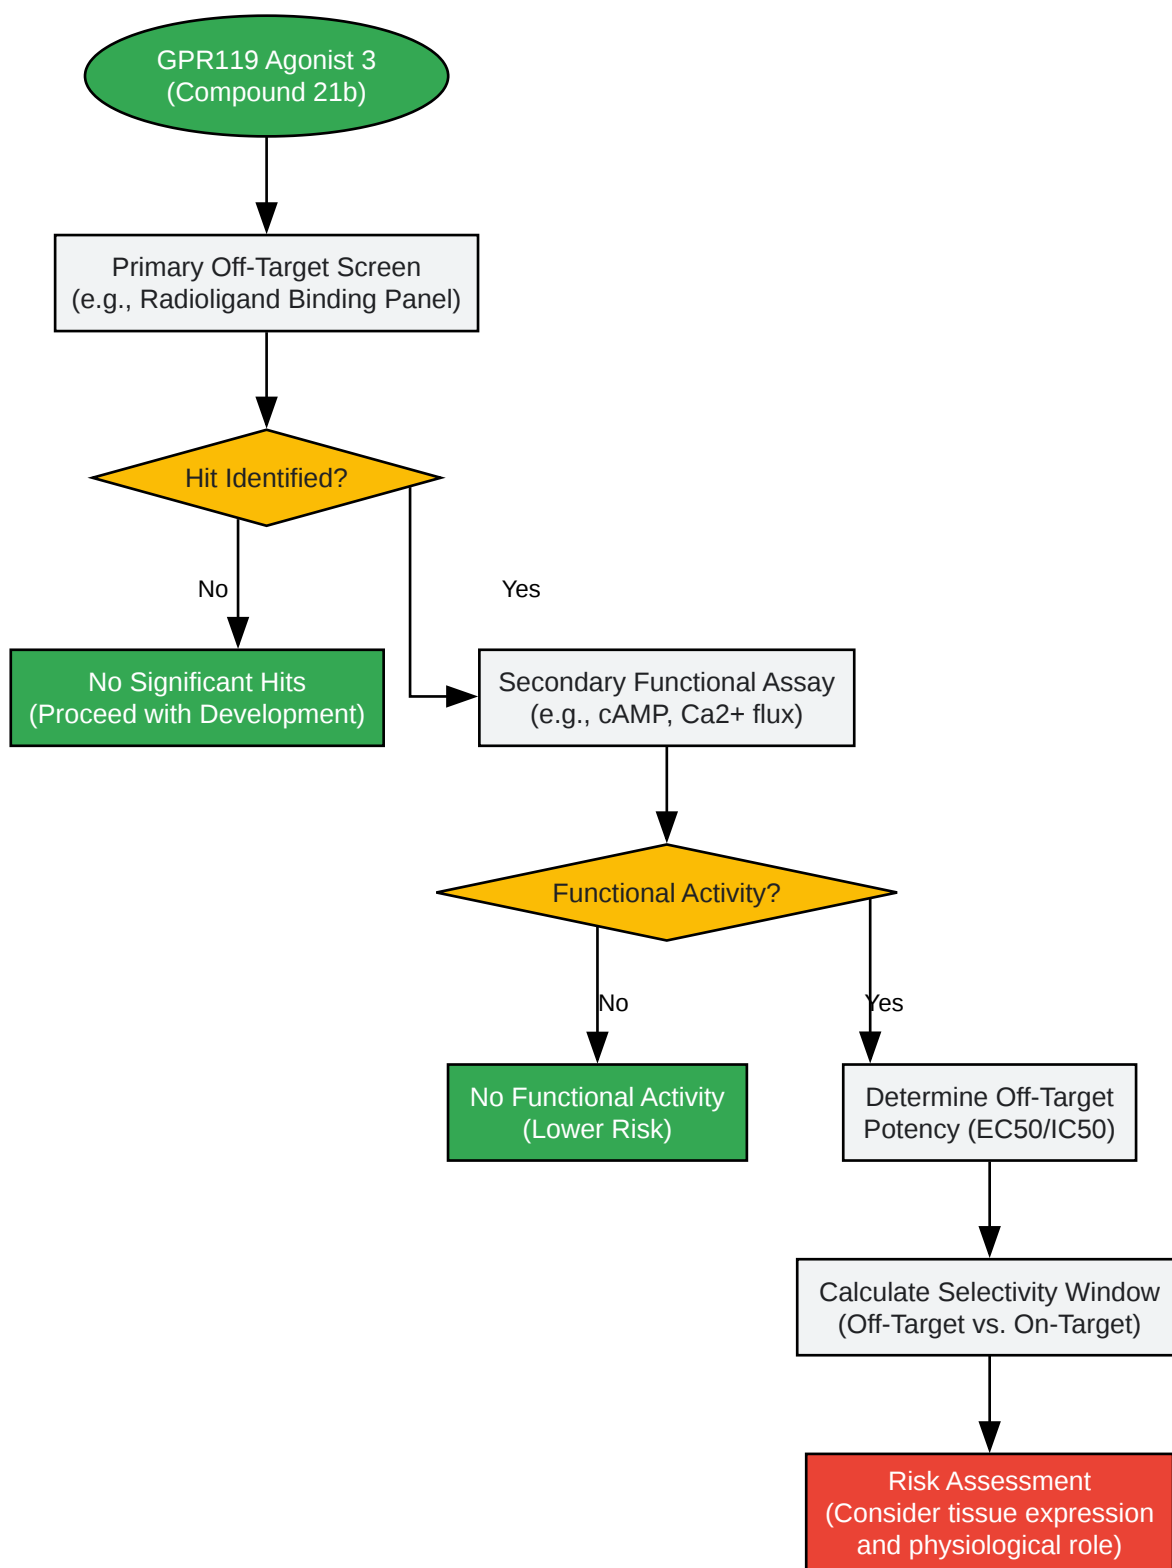 GPR119 Agonist 3
(Compound 21b)
Primary Off-Target Screen
(e.g., Radioligand Binding Panel)
Hit Identified?
No
Yes
No Significant Hits
(Proceed with Development)
Secondary Functional Assay
(e.g., cAMP, Ca2+ flux)
Functional Activity?
No
Yes
No Functional Activity
(Lower Risk)
Determine Off-Target
Potency (EC50/IC50)
Calculate Selectivity Window
(Off-Target vs. On-Target)
Risk Assessment
(Consider tissue expression
and physiological role)